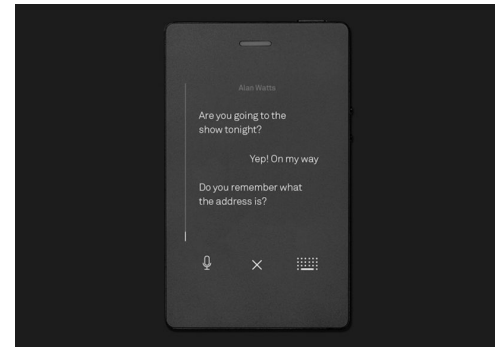 Alan Watts
Are you going to the
show tonight?
Yep! On my way
Do you remember what
the address is?